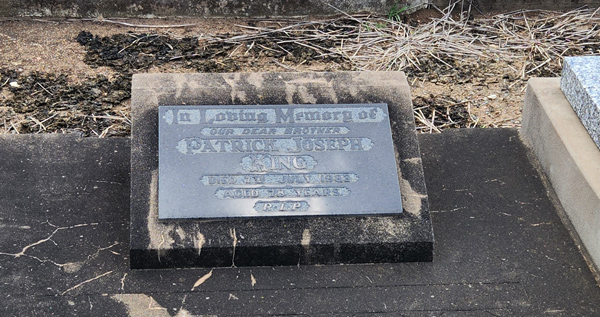 In Loving Memory of
OUR DEAR BROTHER
PATRICK JOSEPH
KING
DIED JULY
AGED YEARS
R.I.P.